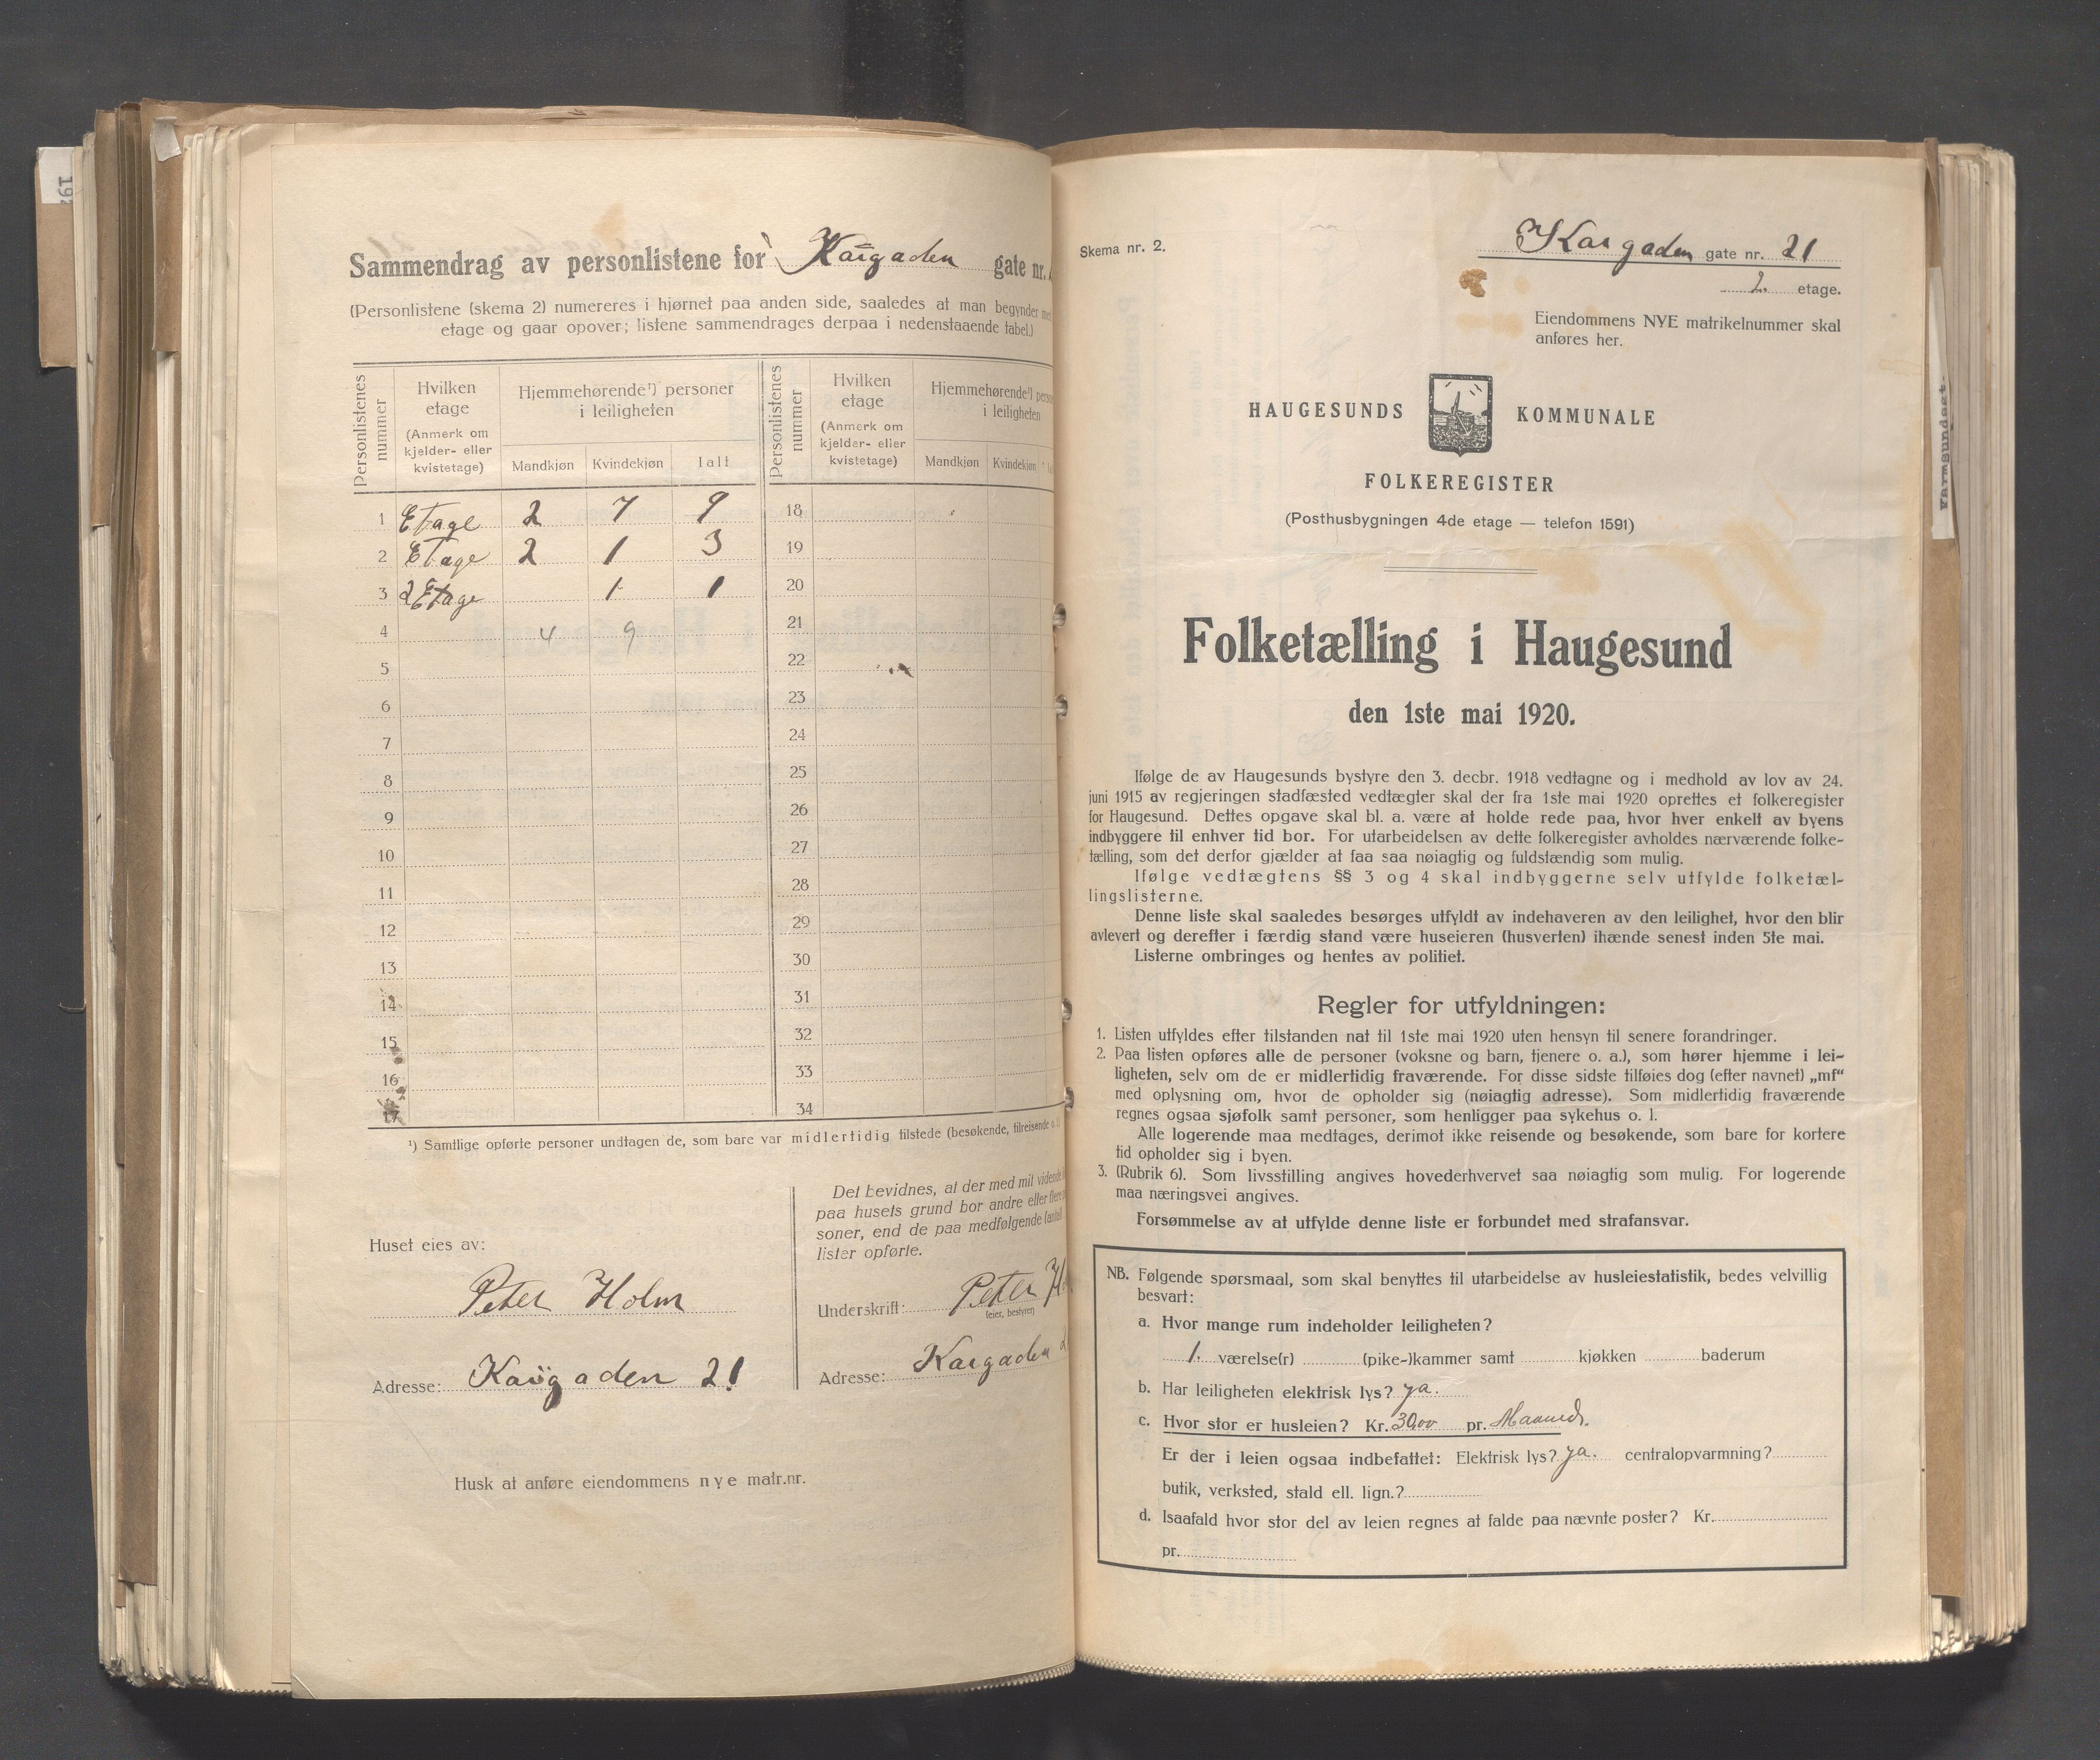 Sammendrag av personlistene for Kargaden gate nr.
(Personlistene (skema 2) numereres i hjørnet paa anden side, saaledes at man begynder med
etage og gaar opover; listene sammendrages derpaa i nedenstaaende tabel.)
Personlistenes nummer
Hvilken etage
(Anmerk om kjelder- eller kvistetage)
Hjemmehørende¹) personer i leiligheten
Mandkjøn Kvindekjøn Ialt
Personlistenes nummer
Hvilken etage
(Anmerk om kjelder- eller kvistetage)
Hjemmehørende¹)
i leiligheten
Mandkjøn Kvindekjøn
1 Etage 2 7 9 18
2 Etage 2 1 3 19
3 2 Etage 1 1 20
4 4 9 21
5 22
6 23
7 24
8 25
9 26
10 27
11 28
12 29
13 30
14 31
15 32
16 33
17 34
¹) Samtlige opførte personer undtagen de, som bare var midlertidig tilstede (besøkende, tilreisende o. l.)
Huset eies av:
Peter Holm
Adresse: Kargaden 21
Det bevidnes, at der med mit vidende
paa husets grund bor andre eller flere
soner, end de paa medfølgende (antal)
lister opførte.
Underskrift: Peter
(eier, bestyrer)
Adresse: Kargaden
Husk at anføre eiendommens nye matr.nr.
Skema nr. 2.
Kargaden gate nr. 21
2. etage.
Eiendommens NYE matrikelnummer skal
anføres her.
HAUGESUNDS KOMMUNALE
FOLKEREGISTER
(Posthusbygningen 4de etage — telefon 1591)
Folketælling i Haugesund
den 1ste mai 1920.
Ifølge de av Haugesunds bystyre den 3. decbr. 1918 vedtagne og i medhold av lov av 24.
juni 1915 av regjeringen stadfæsted vedtægter skal der fra 1ste mai 1920 oprettes et folkeregister
for Haugesund. Dettes opgave skal bl. a. være at holde rede paa, hvor hver enkelt av byens
indbyggere til enhver tid bor. For utarbeidelsen av dette folkeregister avholdes nærværende folke-
tælling, som det derfor gjælder at faa saa nøiagtig og fuldstændig som mulig.
Ifølge vedtægtens §§ 3 og 4 skal indbyggerne selv utfylde folketæl-
lingslisterne.
Denne liste skal saaledes besørges utfyldt av indehaveren av den leilighet, hvor den blir
avlevert og derefter i færdig stand være huseieren (husverten) ihænde senest inden 5te mai.
Listerne ombringes og hentes av politiet.
Regler for utfyldningen:
1. Listen utfyldes efter tilstanden nat til 1ste mai 1920 uten hensyn til senere forandringer.
2. Paa listen opføres alle de personer (voksne og barn, tjenere o. a.), som hører hjemme i lei-
ligheten, selv om de er midlertidig fraværende. For disse sidste tilføies dog (efter navnet) „mf“
med oplysning om, hvor de opholder sig (nøiagtig adresse). Som midlertidig fraværende
regnes ogsaa sjøfolk samt personer, som henligger paa sykehus o. l.
Alle logerende maa medtages, derimot ikke reisende og besøkende, som bare for kortere
tid opholder sig i byen.
3. (Rubrik 6). Som livsstilling angives hovederhvervet saa nøiagtig som mulig. For logerende
maa næringsvei angives.
Forsømmelse av at utfylde denne liste er forbundet med strafansvar.
NB. Følgende spørsmaal, som skal benyttes til utarbeidelse av husleiestatistik, bedes velvillig
besvart:
a. Hvor mange rum indeholder leiligheten?
1. værelse(r) (pike-)kammer samt kjøkken baderum
b. Har leiligheten elektrisk lys? ja.
c. Hvor stor er husleien? Kr. 30.00 pr. Maaned.
Er der i leien ogsaa indbefattet: Elektrisk lys? ja. centralopvarmning?
butik, verksted, stald ell. lign.?
d. Isaafald hvor stor del av leien regnes at falde paa nævnte poster? Kr.
pr.